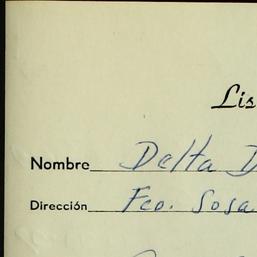 Lis
Nombre Delta D
Dirección Fco. Sosa